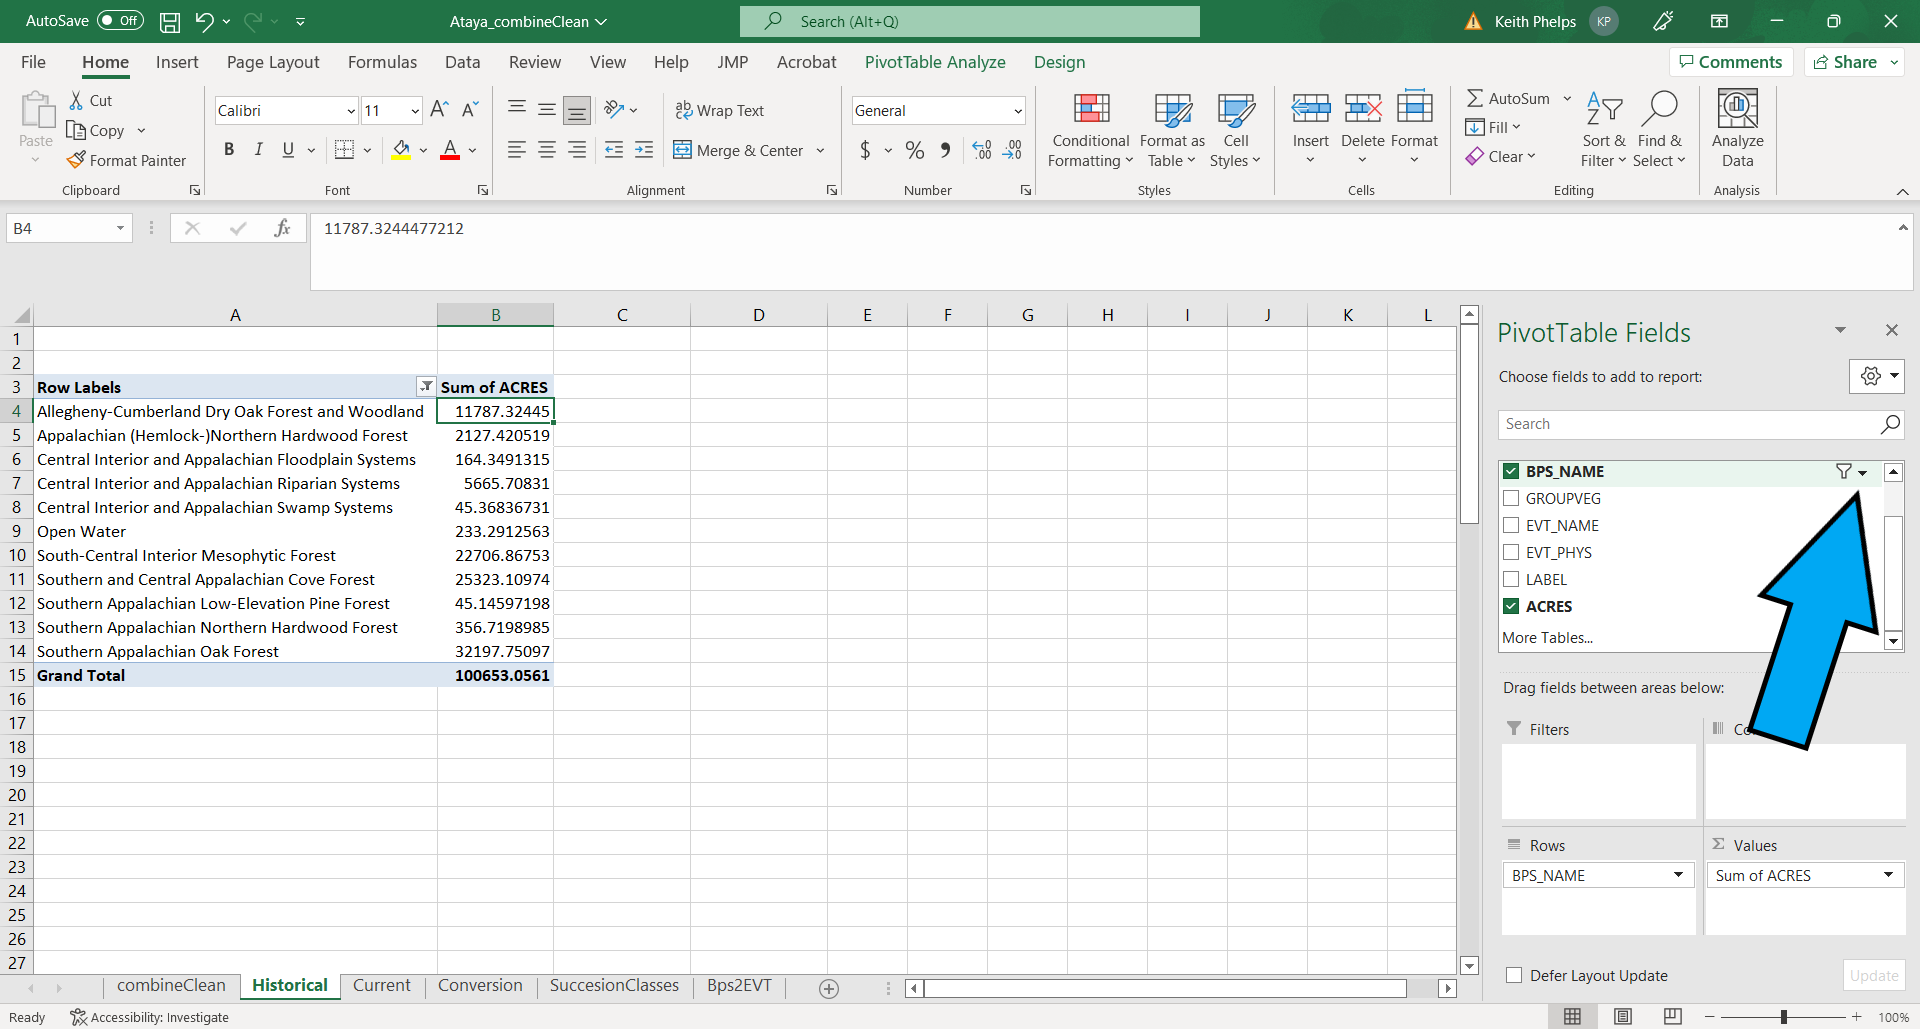 AutoSave Off Ataya_combineClean Search (Alt+Q) Keith Phelps KP
File Home Insert Page Layout Formulas Data Review View Help JMP Acrobat PivotTable Analyze Design Comments Share
Paste Cut
Copy
Format Painter
Clipboard
Calibri 11
B I U
Font
ab Wrap Text
Merge & Center
Alignment
General
$ % 9
Number
Conditional Formatting
Format as Table
Cell Styles
Styles
Insert Delete Format
Cells
AutoSum
Fill
Clear
Sort & Filter
Find & Select
Editing
Analyze Data
Analysis
B4 fx 11787.3244477212
A B C D E F G H I J K L
1
2
3 Row Labels Sum of ACRES
4 Allegheny-Cumberland Dry Oak Forest and Woodland 11787.32445
5 Appalachian (Hemlock-)Northern Hardwood Forest 2127.420519
6 Central Interior and Appalachian Floodplain Systems 164.3491315
7 Central Interior and Appalachian Riparian Systems 5665.70831
8 Central Interior and Appalachian Swamp Systems 45.36836731
9 Open Water 233.2912563
10 South-Central Interior Mesophytic Forest 22706.86753
11 Southern and Central Appalachian Cove Forest 25323.10974
12 Southern Appalachian Low-Elevation Pine Forest 45.14597198
13 Southern Appalachian Northern Hardwood Forest 356.7198985
14 Southern Appalachian Oak Forest 32197.75097
15 Grand Total 100653.0561
16
17
18
19
20
21
22
23
24
25
26
27
PivotTable Fields
Choose fields to add to report:
Search
BPS_NAME
GROUPVEG
EVT_NAME
EVT_PHYS
LABEL
ACRES
More Tables...
Drag fields between areas below:
Filters
Rows Σ Values
BPS_NAME Sum of ACRES
Defer Layout Update Update
combineClean Historical Current Conversion SuccesionClasses Bps2EVT
Ready Accessibility: Investigate 100%